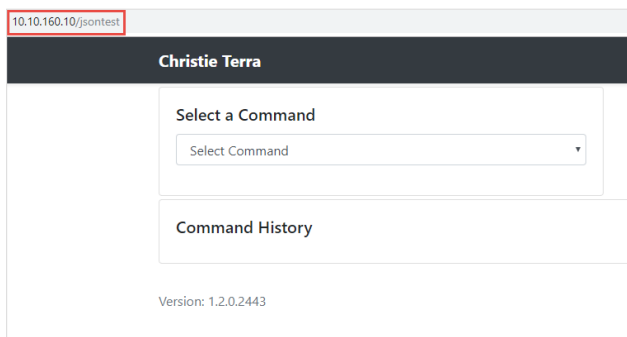 10.10.160.10/jsontest
Christie Terra
Select a Command
Select Command
Command History
Version: 1.2.0.2443